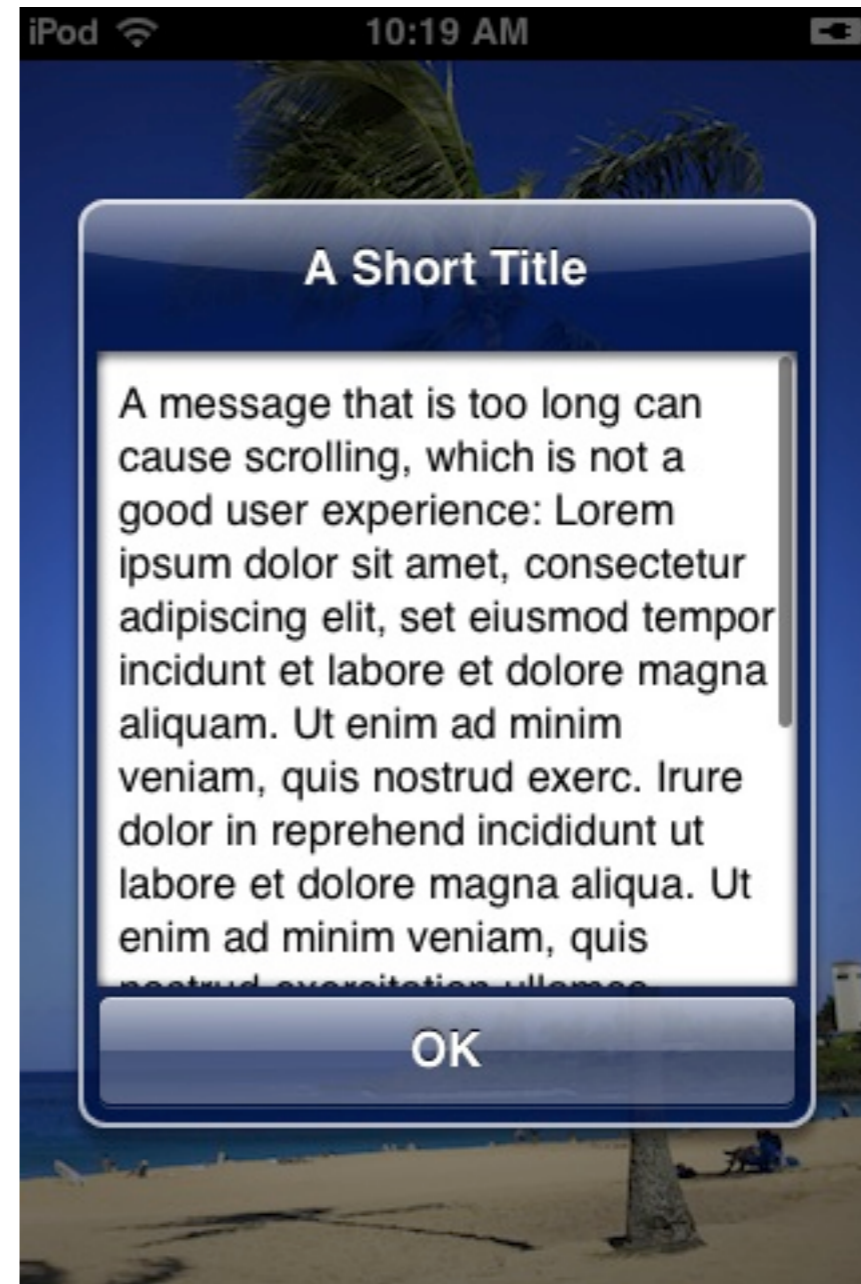 iPod 10:19 AM
A Short Title
A message that is too long can
cause scrolling, which is not a
good user experience: Lorem
ipsum dolor sit amet, consectetur
adipiscing elit, set eiusmod tempor
incidunt et labore et dolore magna
aliquam. Ut enim ad minim
veniam, quis nostrud exerc. Irure
dolor in reprehend incididunt ut
labore et dolore magna aliqua. Ut
enim ad minim veniam, quis
nostrud exercitation ullamco
OK